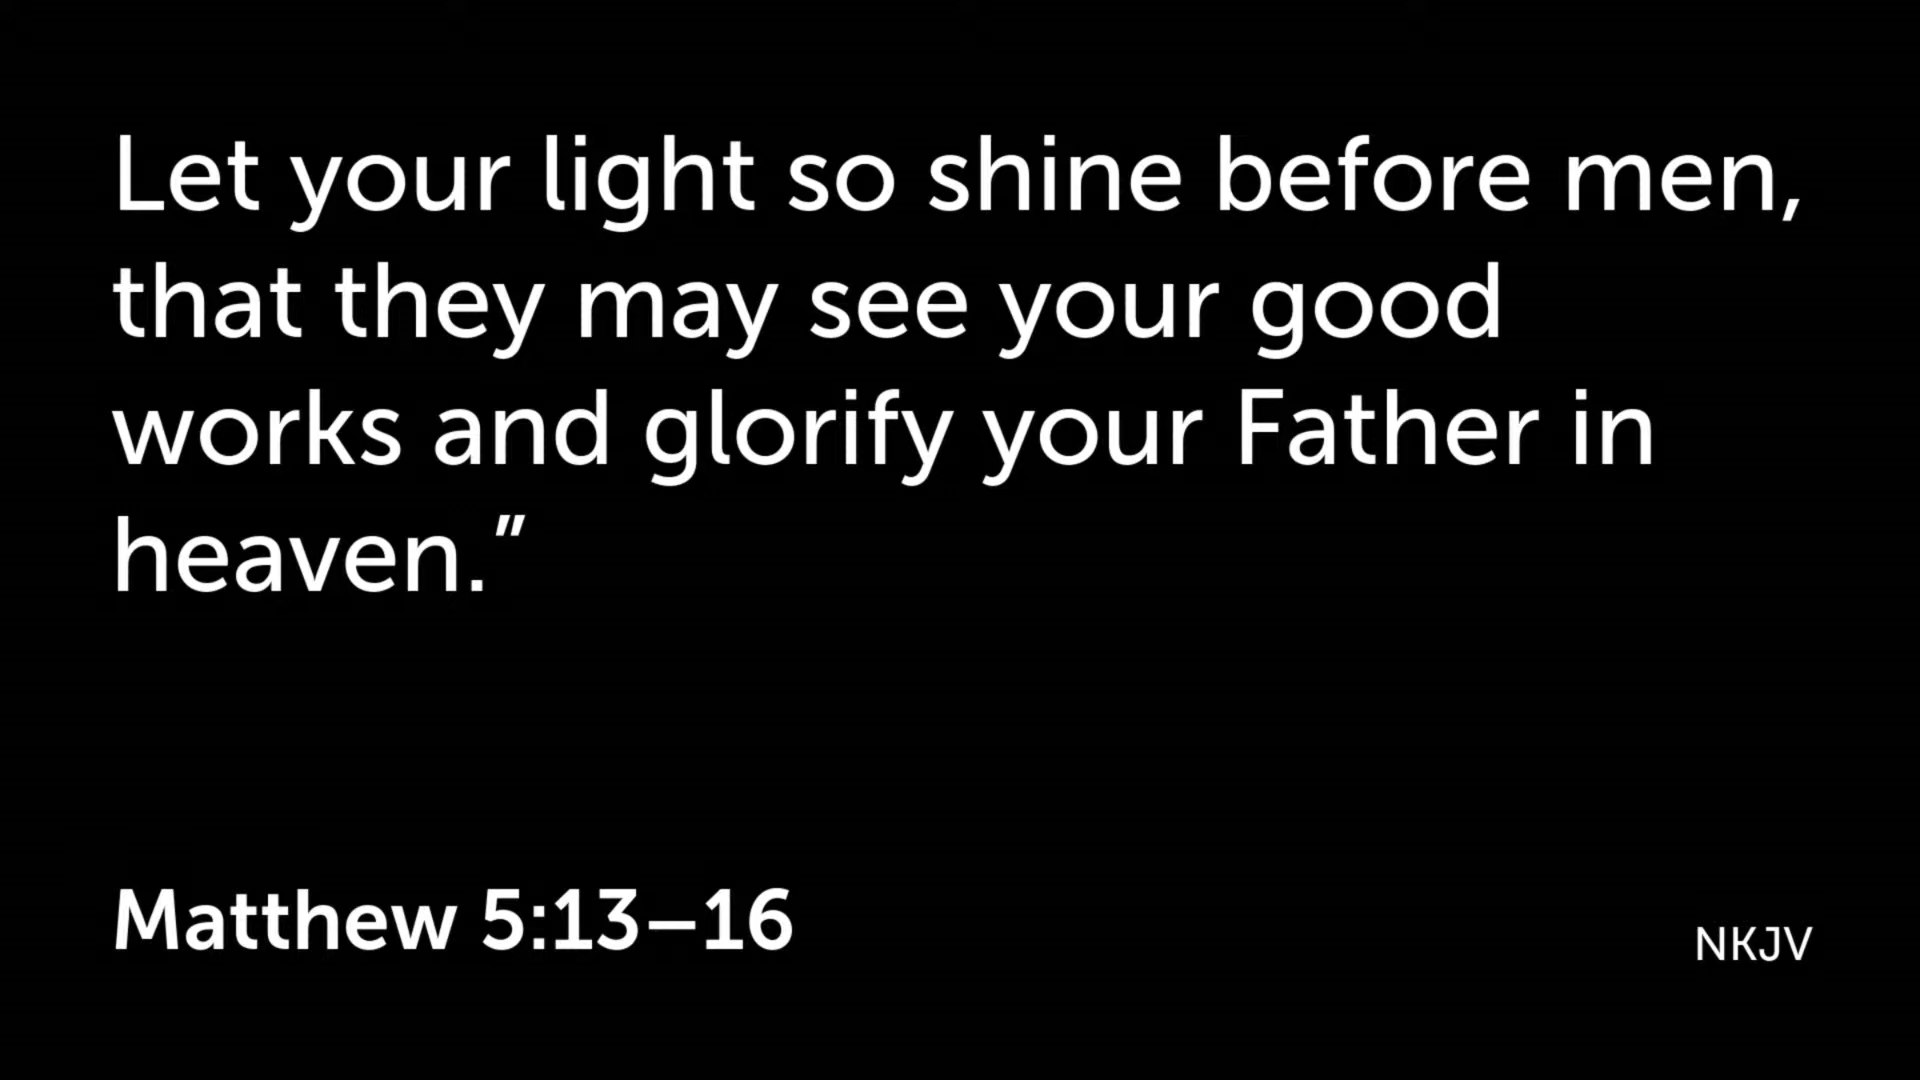 Let your light so shine before men,
that they may see your good
works and glorify your Father in
heaven.”
Matthew 5:13–16
NKJV